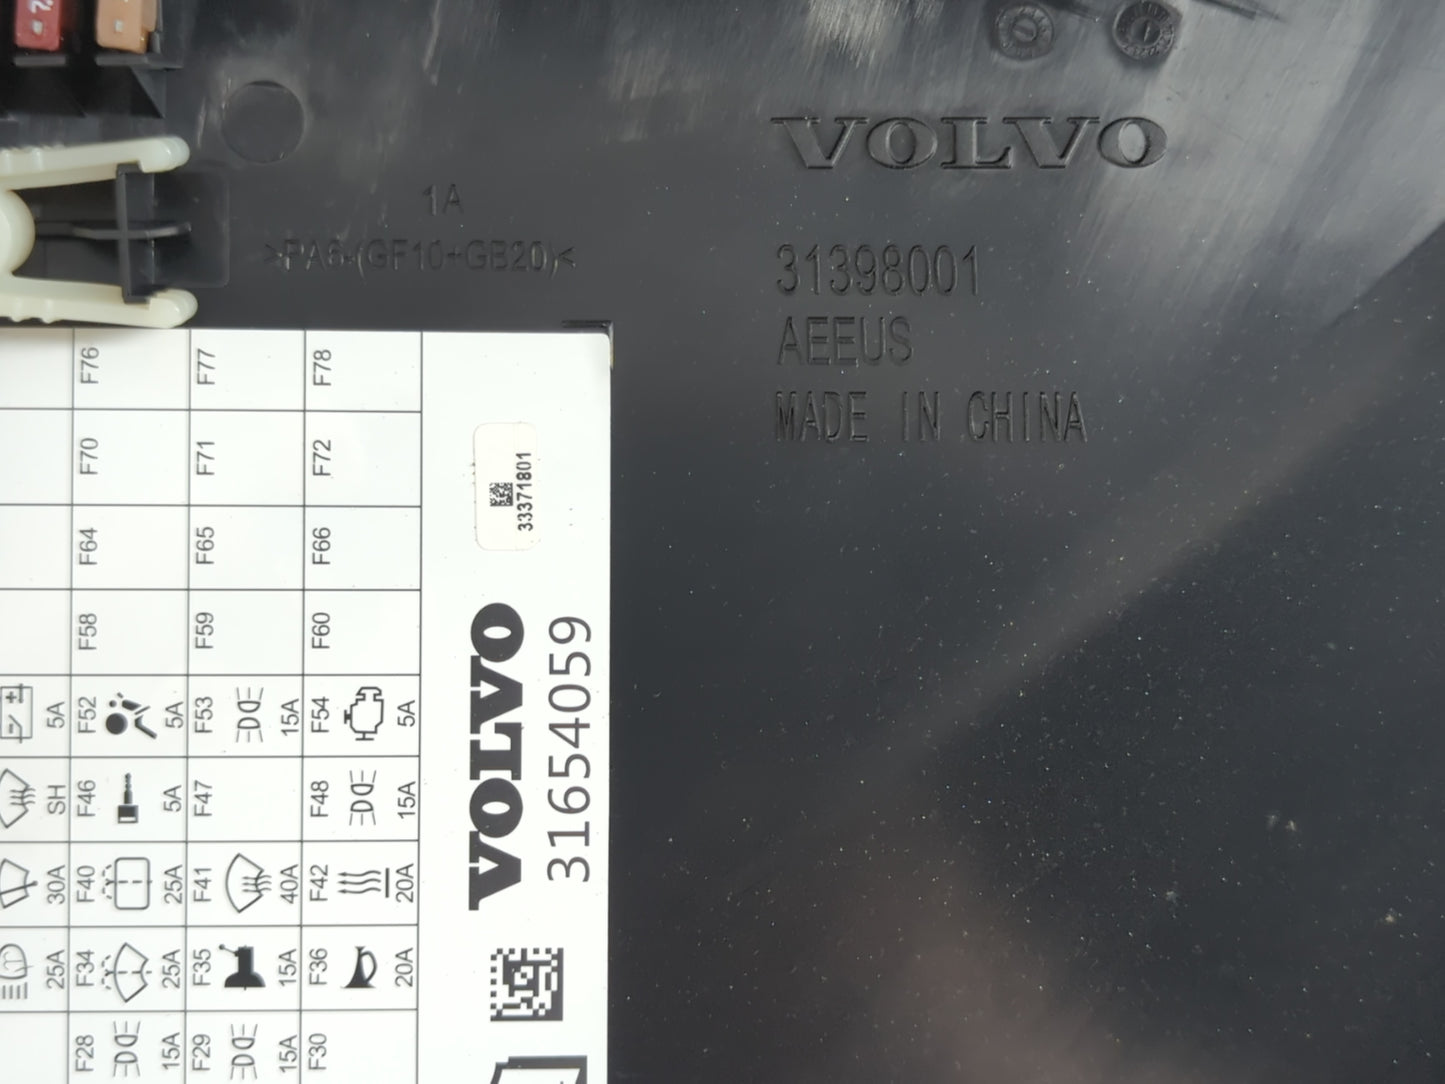 VOLVO
31398001
AEEUS
MADE IN CHINA
1A
>PA6-(GF10+GB20)<
F76
F77
F78
F70
F71
F72
F64
F65
F66
F58
F59
F60
5A
F52
5A
F53
15A
F54
5A
SH
F46
5A
F47
F48
15A
30A
F40
25A
F41
40A
F42
20A
25A
F34
25A
F35
15A
F36
20A
F28
15A
F29
15A
F30
33371801
VOLVO
31654059